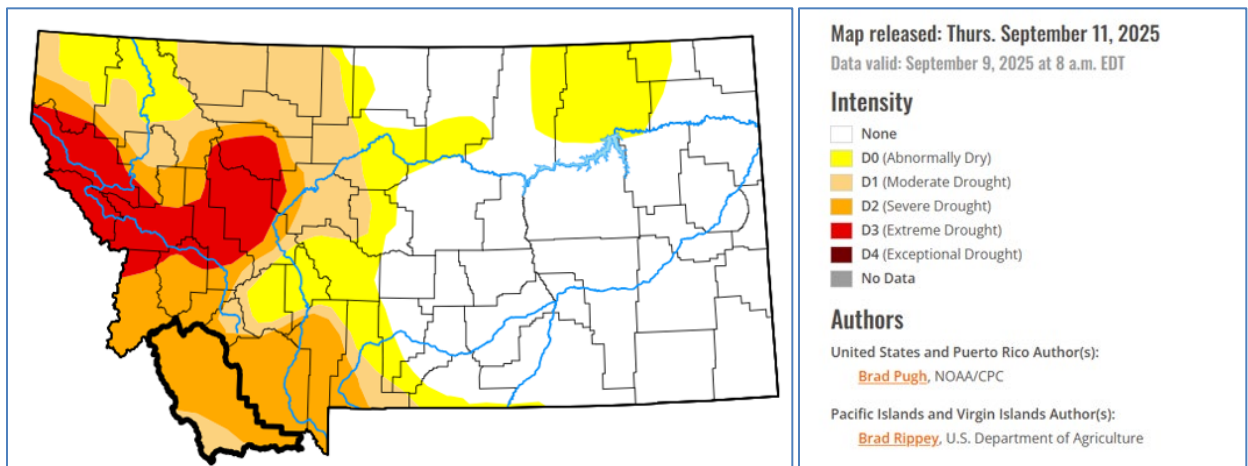 Map released: Thurs. September 11, 2025
Data valid: September 9, 2025 at 8 a.m. EDT
Intensity
None
D0 (Abnormally Dry)
D1 (Moderate Drought)
D2 (Severe Drought)
D3 (Extreme Drought)
D4 (Exceptional Drought)
No Data
Authors
United States and Puerto Rico Author(s):
Brad Pugh, NOAA/CPC
Pacific Islands and Virgin Islands Author(s):
Brad Rippey, U.S. Department of Agriculture